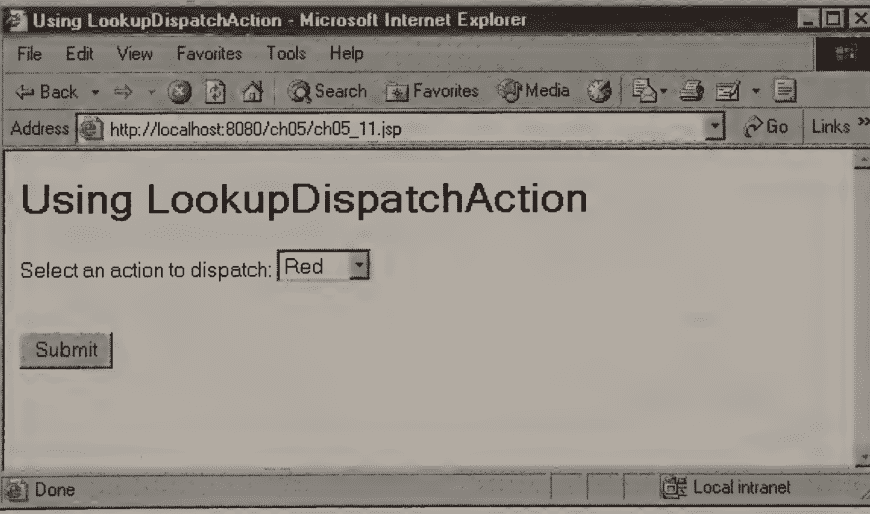 Using LookupDispatchAction - Microsoft Internet Explorer
File Edit View Favorites Tools Help
Back Search Favorites Media
Address http://localhost:8080/ch05/ch05_11.jsp Go Links »
Using LookupDispatchAction
Select an action to dispatch: Red
Submit
Done Local intranet